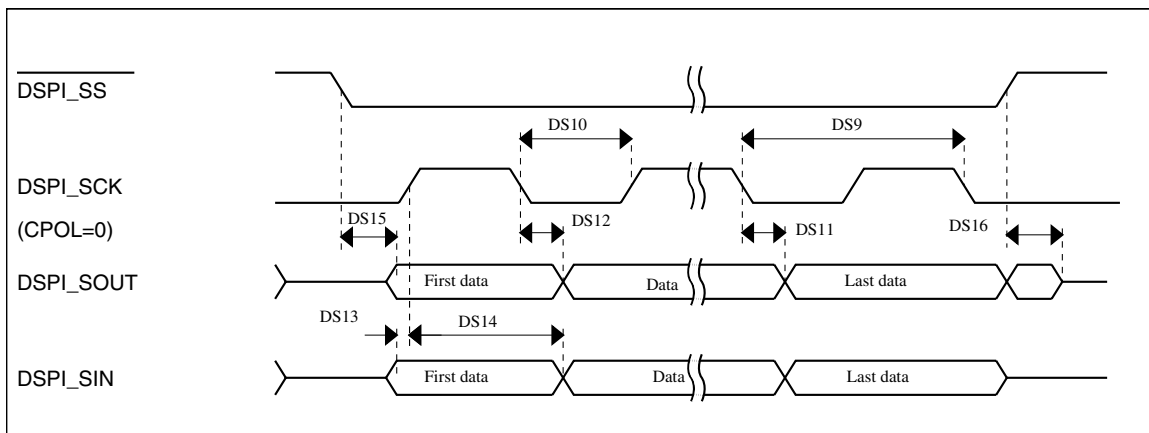 DSPI_SS
DS10
DS9
DSPI_SCK
(CPOL=0)
DS15
DS12
DS11
DS16
DSPI_SOUT
First data
Data
Last data
DS13
DS14
DSPI_SIN
First data
Data
Last data